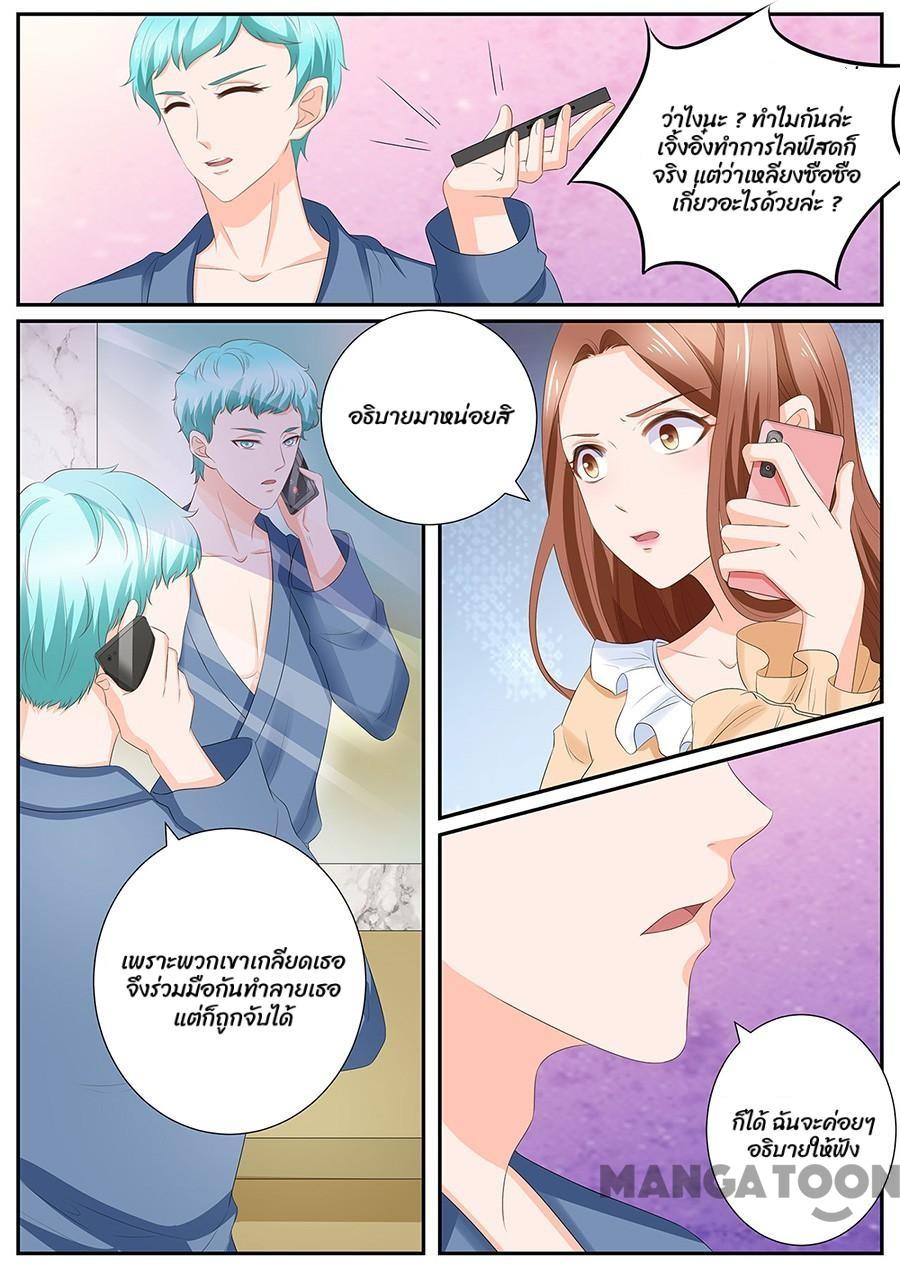 ว่าไงนะ ? ทำไมกันล่ะ
เจิ้งอิ๋งทำการไลฟ์สดก็
จริง แต่ว่าเหลียงซือซือ
เกี่ยวอะไรด้วยล่ะ ?
อธิบายมาหน่อยสิ
เพราะพวกเขาเกลียดเธอ
จึงร่วมมือกันทำลายเธอ
แต่ก็ถูกจับได้
ก็ได้ ฉันจะค่อยๆ
อธิบายให้ฟัง
MANGATOON